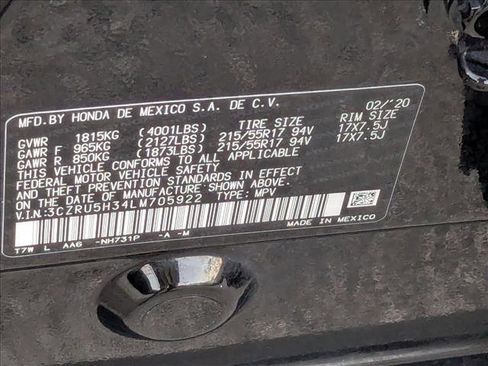 MFD.BY HONDA DE MEXICO S.A. DE C.V. 02/'20
GVWR 1815KG (4001LBS) TIRE SIZE RIM SIZE
GAWR F 965KG (2127LBS) 215/55R17 94V 17X7.5J
GAWR R 850KG (1873LBS) 215/55R17 94V 17X7.5J
THIS VEHICLE CONFORMS TO ALL APPLICABLE
FEDERAL MOTOR VEHICLE SAFETY
AND THEFT PREVENTION STANDARDS IN EFFECT
ON THE DATE OF MANUFACTURE SHOWN ABOVE.
V.I.N:3CZRU5H34LM705922 TYPE: MPV
T7W L AA6 -NH731P -A -M MADE IN MEXICO